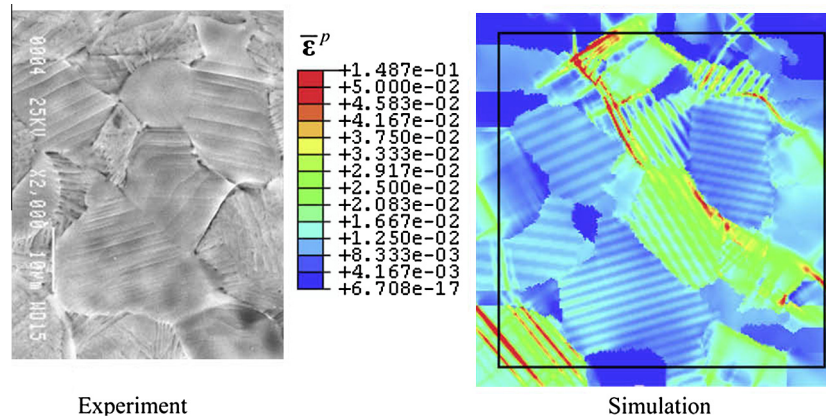 0004 25KV X2,000 10μm WD15
ε̅ᵖ
+1.487e-01
+5.000e-02
+4.583e-02
+4.167e-02
+3.750e-02
+3.333e-02
+2.917e-02
+2.500e-02
+2.083e-02
+1.667e-02
+1.250e-02
+8.333e-03
+4.167e-03
+6.708e-17
Experiment
Simulation